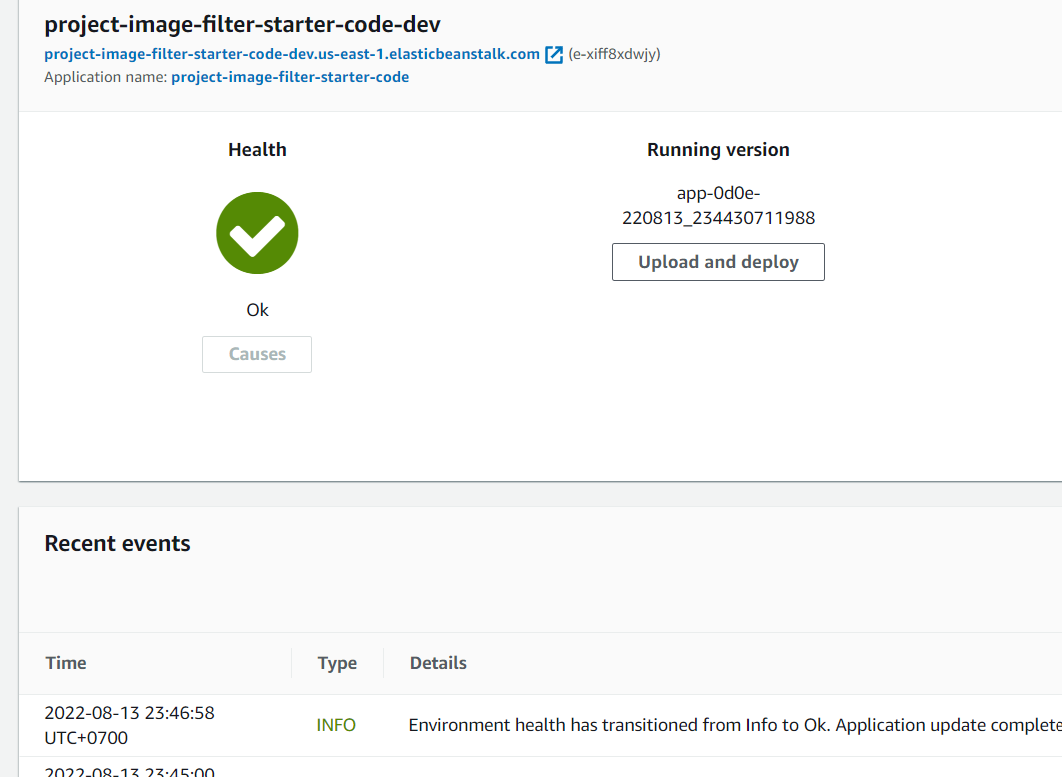 project-image-filter-starter-code-dev
project-image-filter-starter-code-dev.us-east-1.elasticbeanstalk.com (e-xiff8xdwjy)
Application name: project-image-filter-starter-code
Health
Running version
app-0d0e-
220813_234430711988
Upload and deploy
Ok
Causes
Recent events
Time Type Details
2022-08-13 23:46:58
UTC+0700
INFO
Environment health has transitioned from Info to Ok. Application update complete
2022-08-13 23:45:00